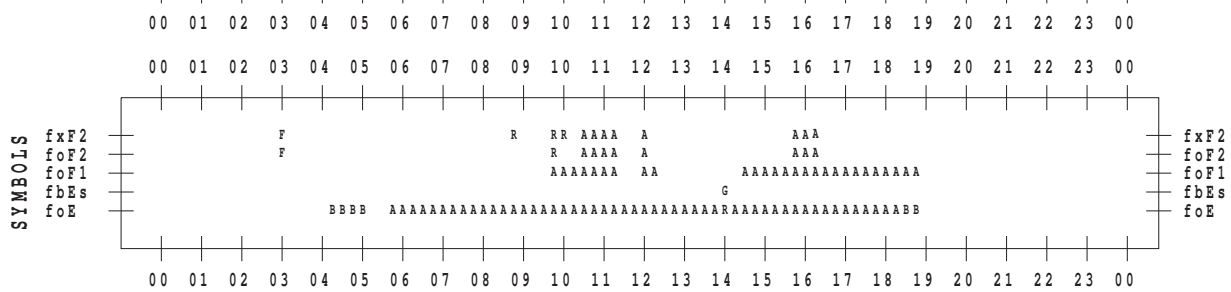 00 01 02 03 04 05 06 07 08 09 10 11 12 13 14 15 16 17 18 19 20 21 22 23 00
00 01 02 03 04 05 06 07 08 09 10 11 12 13 14 15 16 17 18 19 20 21 22 23 00
SYMBOLS
fxF2 F R RR AAAA A AAA fxF2
foF2 F R AAAA A AAA foF2
foF1 AAAAAAA AA AAAAAAAAAAAAAAAAAA foF1
fbEs G fbEs
foE BBBB AAAAAAAAAAAAAAAAAAAAAAAAAAAAAAAAARAAAAAAAAAAAAAAAAABB foE
00 01 02 03 04 05 06 07 08 09 10 11 12 13 14 15 16 17 18 19 20 21 22 23 00